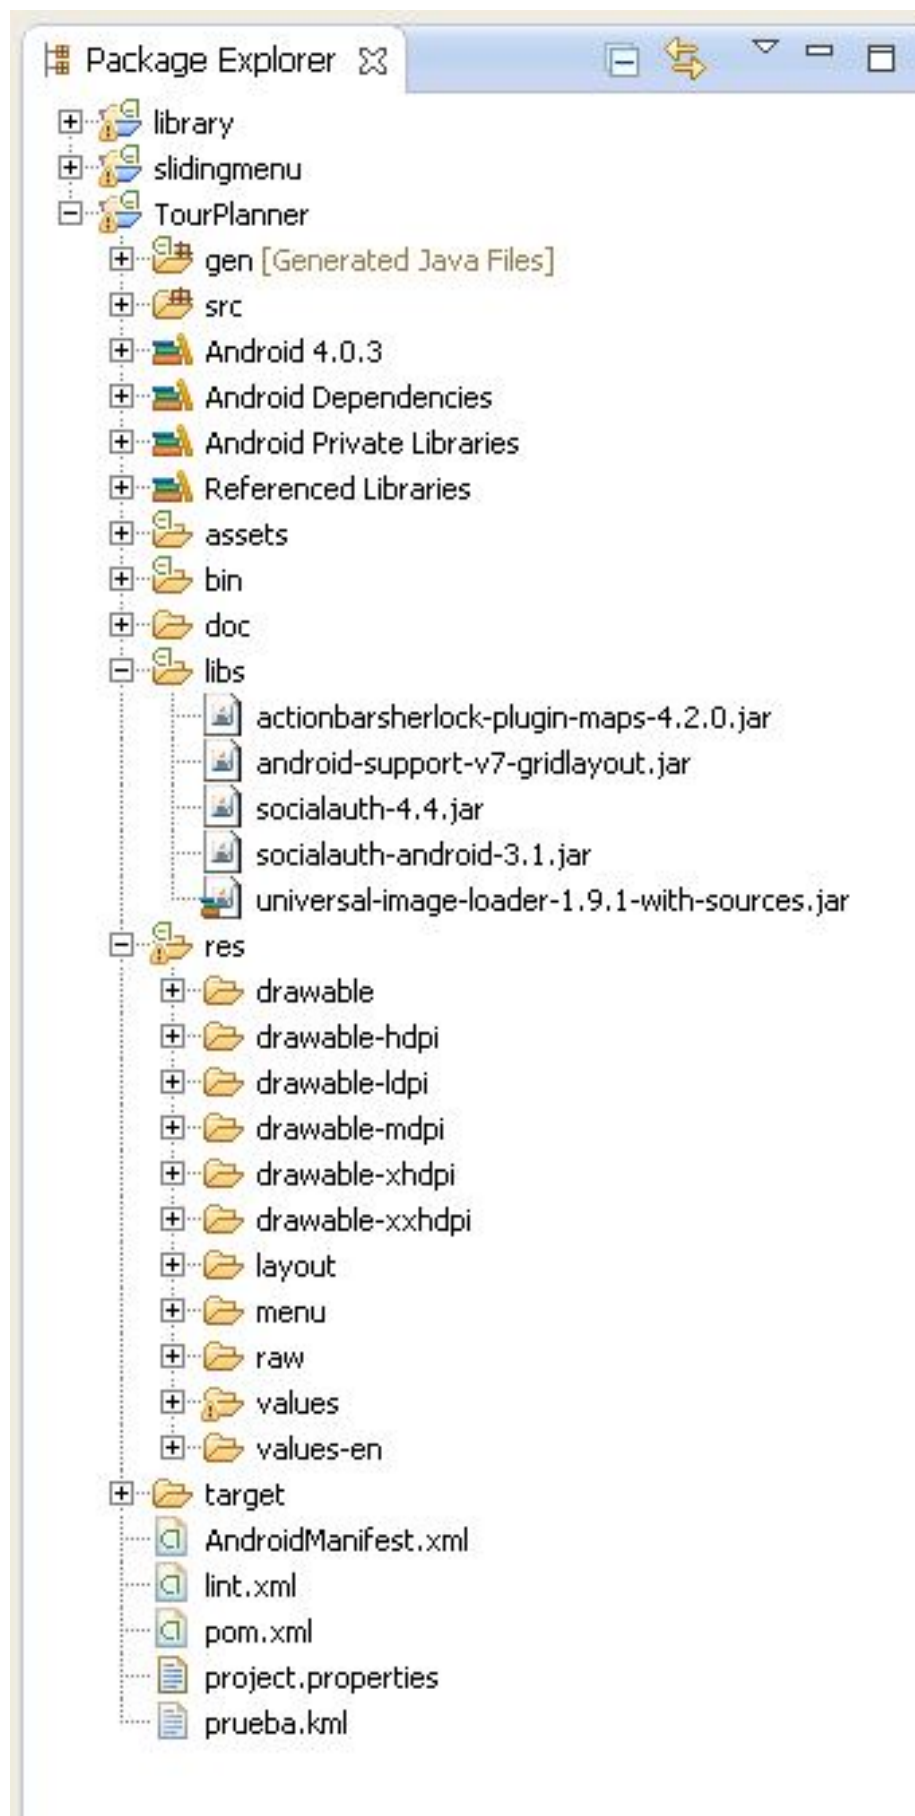 Package Explorer
library
slidingmenu
TourPlanner
gen [Generated Java Files]
src
Android 4.0.3
Android Dependencies
Android Private Libraries
Referenced Libraries
assets
bin
doc
libs
actionbarsherlock-plugin-maps-4.2.0.jar
android-support-v7-gridlayout.jar
socialauth-4.4.jar
socialauth-android-3.1.jar
universal-image-loader-1.9.1-with-sources.jar
res
drawable
drawable-hdpi
drawable-ldpi
drawable-mdpi
drawable-xhdpi
drawable-xxhdpi
layout
menu
raw
values
values-en
target
AndroidManifest.xml
lint.xml
pom.xml
project.properties
prueba.kml